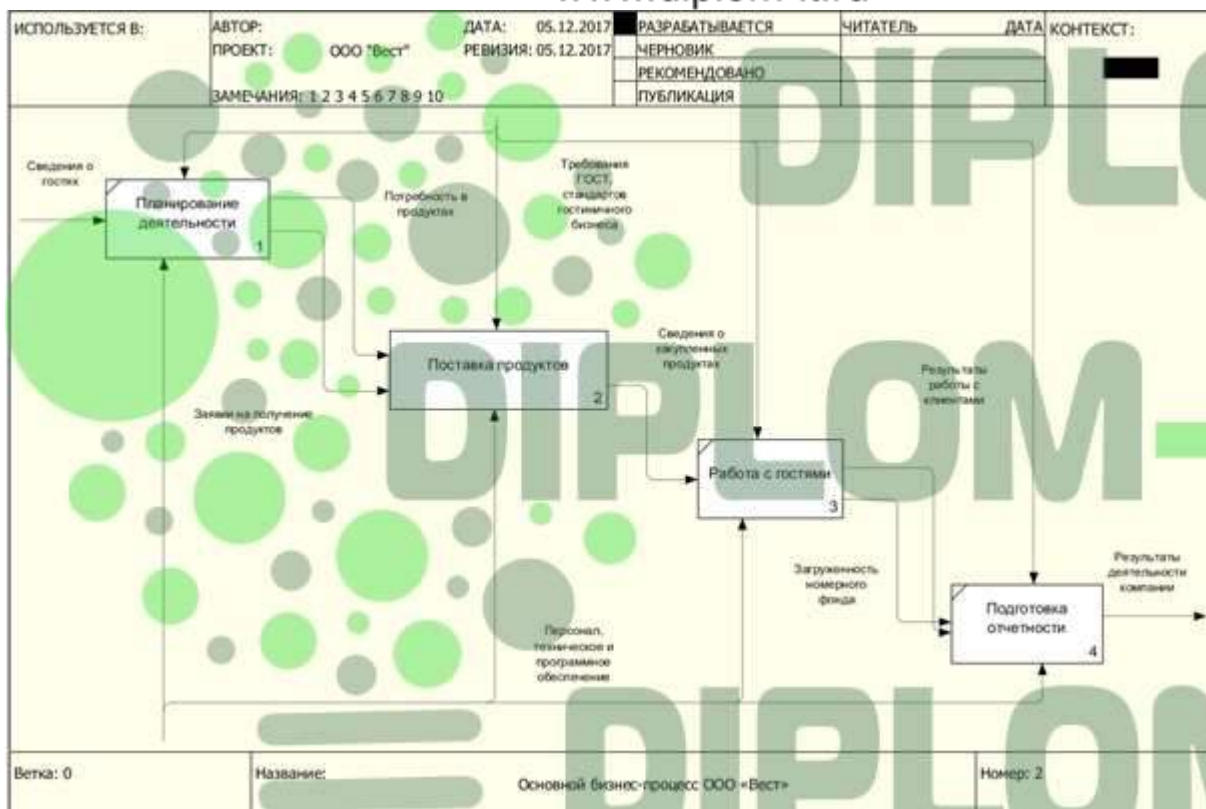 ИСПОЛЬЗУЕТСЯ В:
АВТОР:
ДАТА: 05.12.2017
РАЗРАБАТЫВАЕТСЯ
ЧИТАТЕЛЬ
ДАТА
КОНТЕКСТ:
ПРОЕКТ: ООО "Вест"
РЕВИЗИЯ: 05.12.2017
ЧЕРНОВИК
РЕКОМЕНДОВАНО
ЗАМЕЧАНИЯ: 1 2 3 4 5 6 7 8 9 10
ПУБЛИКАЦИЯ
DIPL
Сведения о
гостях
Планирование
деятельности
1
Потребность в
продуктах
Требования
ГОСТ,
стандартов
гостиничного
бизнеса
Поставка продуктов
2
Сведения о
закупленных
продуктах
Результаты
работы с
клиентами
Заявки на получение
продуктов
DIPLOM-
Работа с гостями
3
Загруженность
номерного
фонда
Результаты
деятельности
компании
Подготовка
отчетности
4
Персонал,
техническое и
программное
обеспечение
DIPLOM
Ветка: 0
Название:
Основной бизнес-процесс ООО «Вест»
Номер: 2